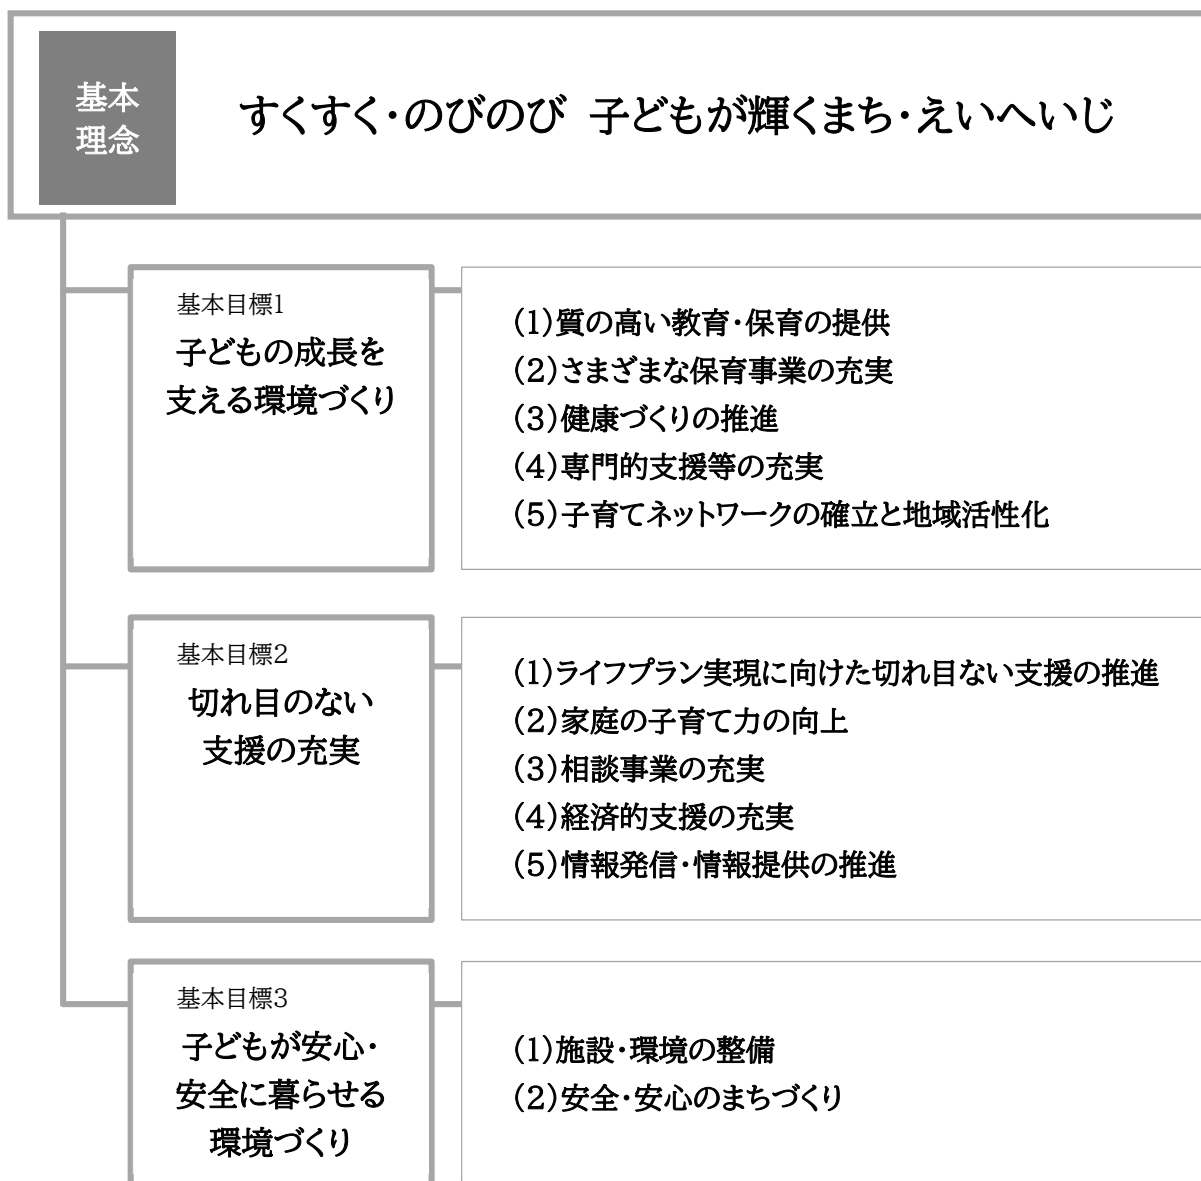 基本
理念
すくすく・のびのび 子どもが輝くまち・えいへいじ
基本目標1
子どもの成長を
支える環境づくり
(1)質の高い教育・保育の提供
(2)さまざまな保育事業の充実
(3)健康づくりの推進
(4)専門的支援等の充実
(5)子育てネットワークの確立と地域活性化
基本目標2
切れ目のない
支援の充実
(1)ライフプラン実現に向けた切れ目ない支援の推進
(2)家庭の子育て力の向上
(3)相談事業の充実
(4)経済的支援の充実
(5)情報発信・情報提供の推進
基本目標3
子どもが安心・
安全に暮らせる
環境づくり
(1)施設・環境の整備
(2)安全・安心のまちづくり